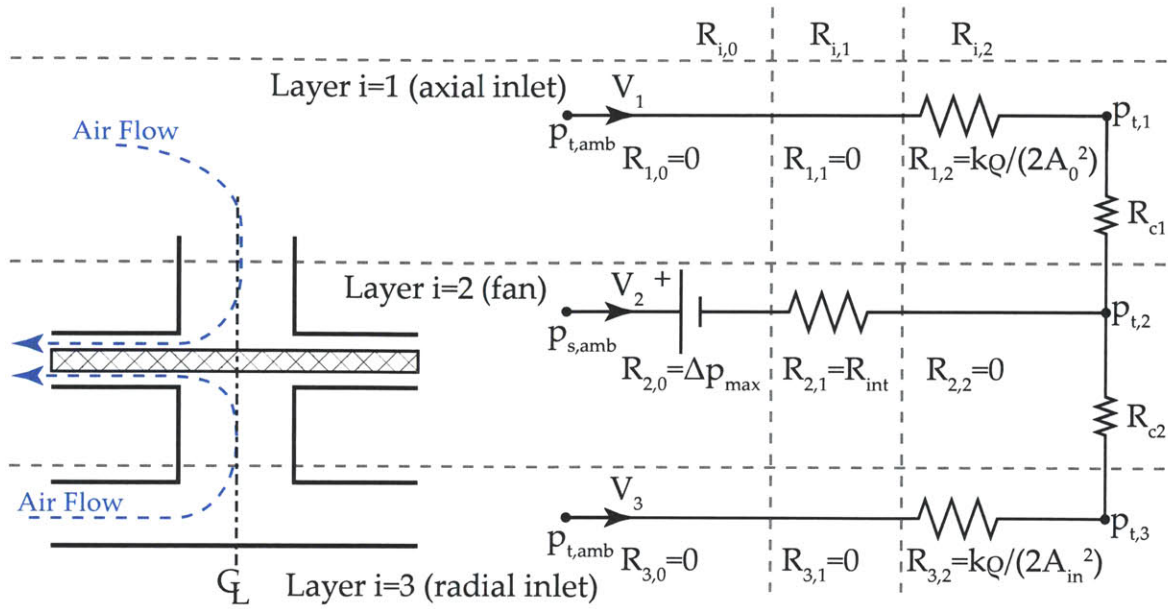 R_{i,0} R_{i,1} R_{i,2}
Layer i=1 (axial inlet)
V_1
Air Flow
p_{t,amb}
p_{t,1}
R_{1,0}=0 R_{1,1}=0 R_{1,2}=kϱ/(2A_0^2)
R_{c1}
Layer i=2 (fan)
V_2 +
p_{s,amb}
p_{t,2}
R_{2,0}=Δp_{max} R_{2,1}=R_{int} R_{2,2}=0
R_{c2}
Air Flow
V_3
p_{t,amb}
p_{t,3}
R_{3,0}=0 R_{3,1}=0 R_{3,2}=kϱ/(2A_{in}^2)
℄ Layer i=3 (radial inlet)